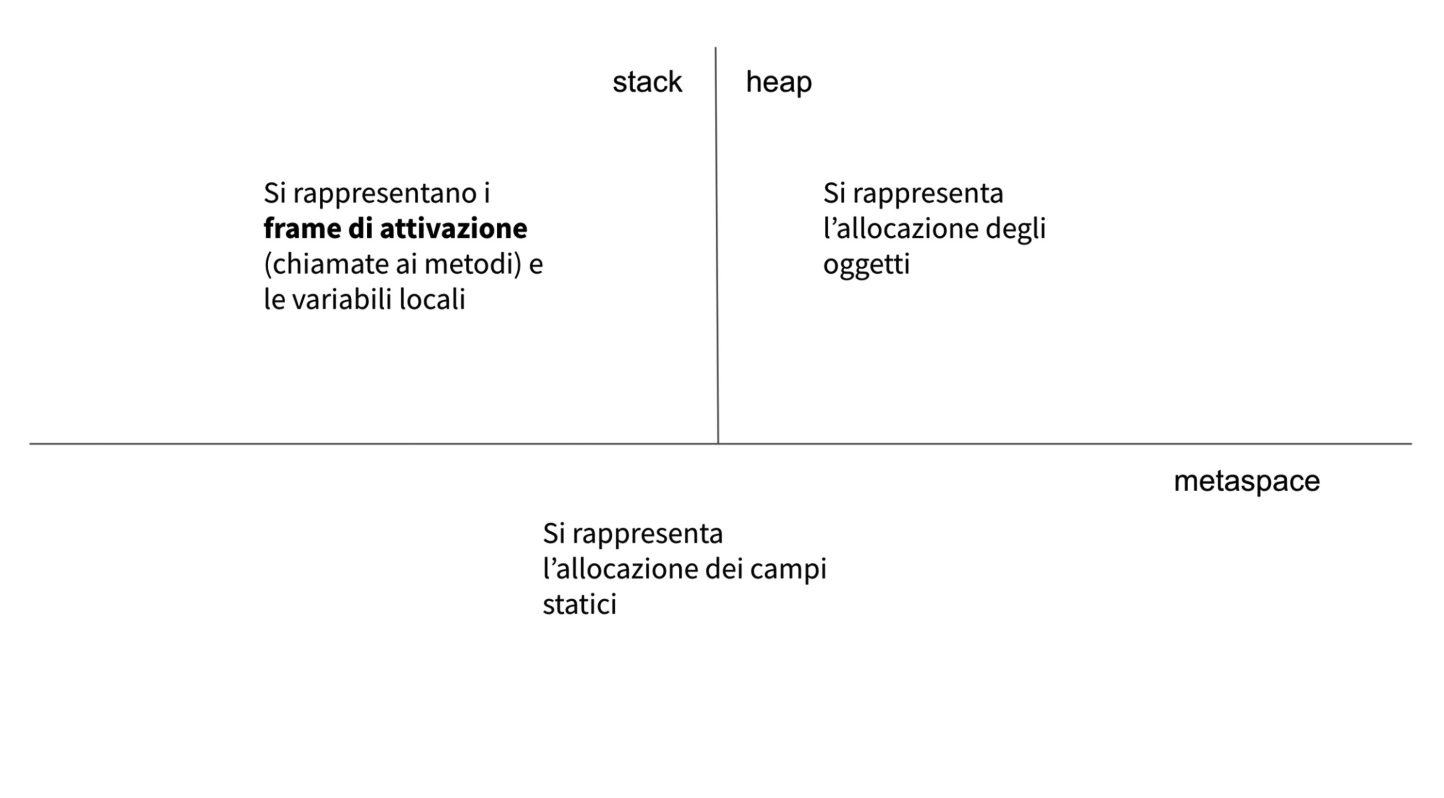 stack
heap
Si rappresentano i
frame di attivazione
(chiamate ai metodi) e
le variabili locali
Si rappresenta
l’allocazione degli
oggetti
metaspace
Si rappresenta
l’allocazione dei campi
statici